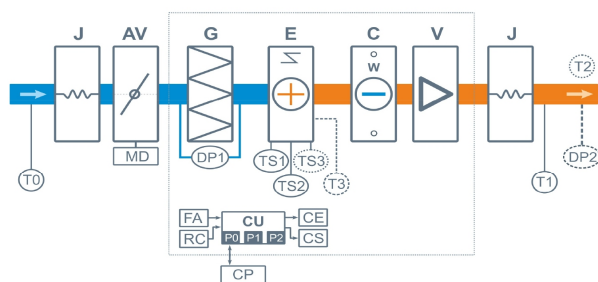 J AV G E C V J
W
T2
MD
DP1
TS1 TS3
TS2
T0
T3
T1
DP2
FA CU CE
RC P0 P1 P2 CS
CP